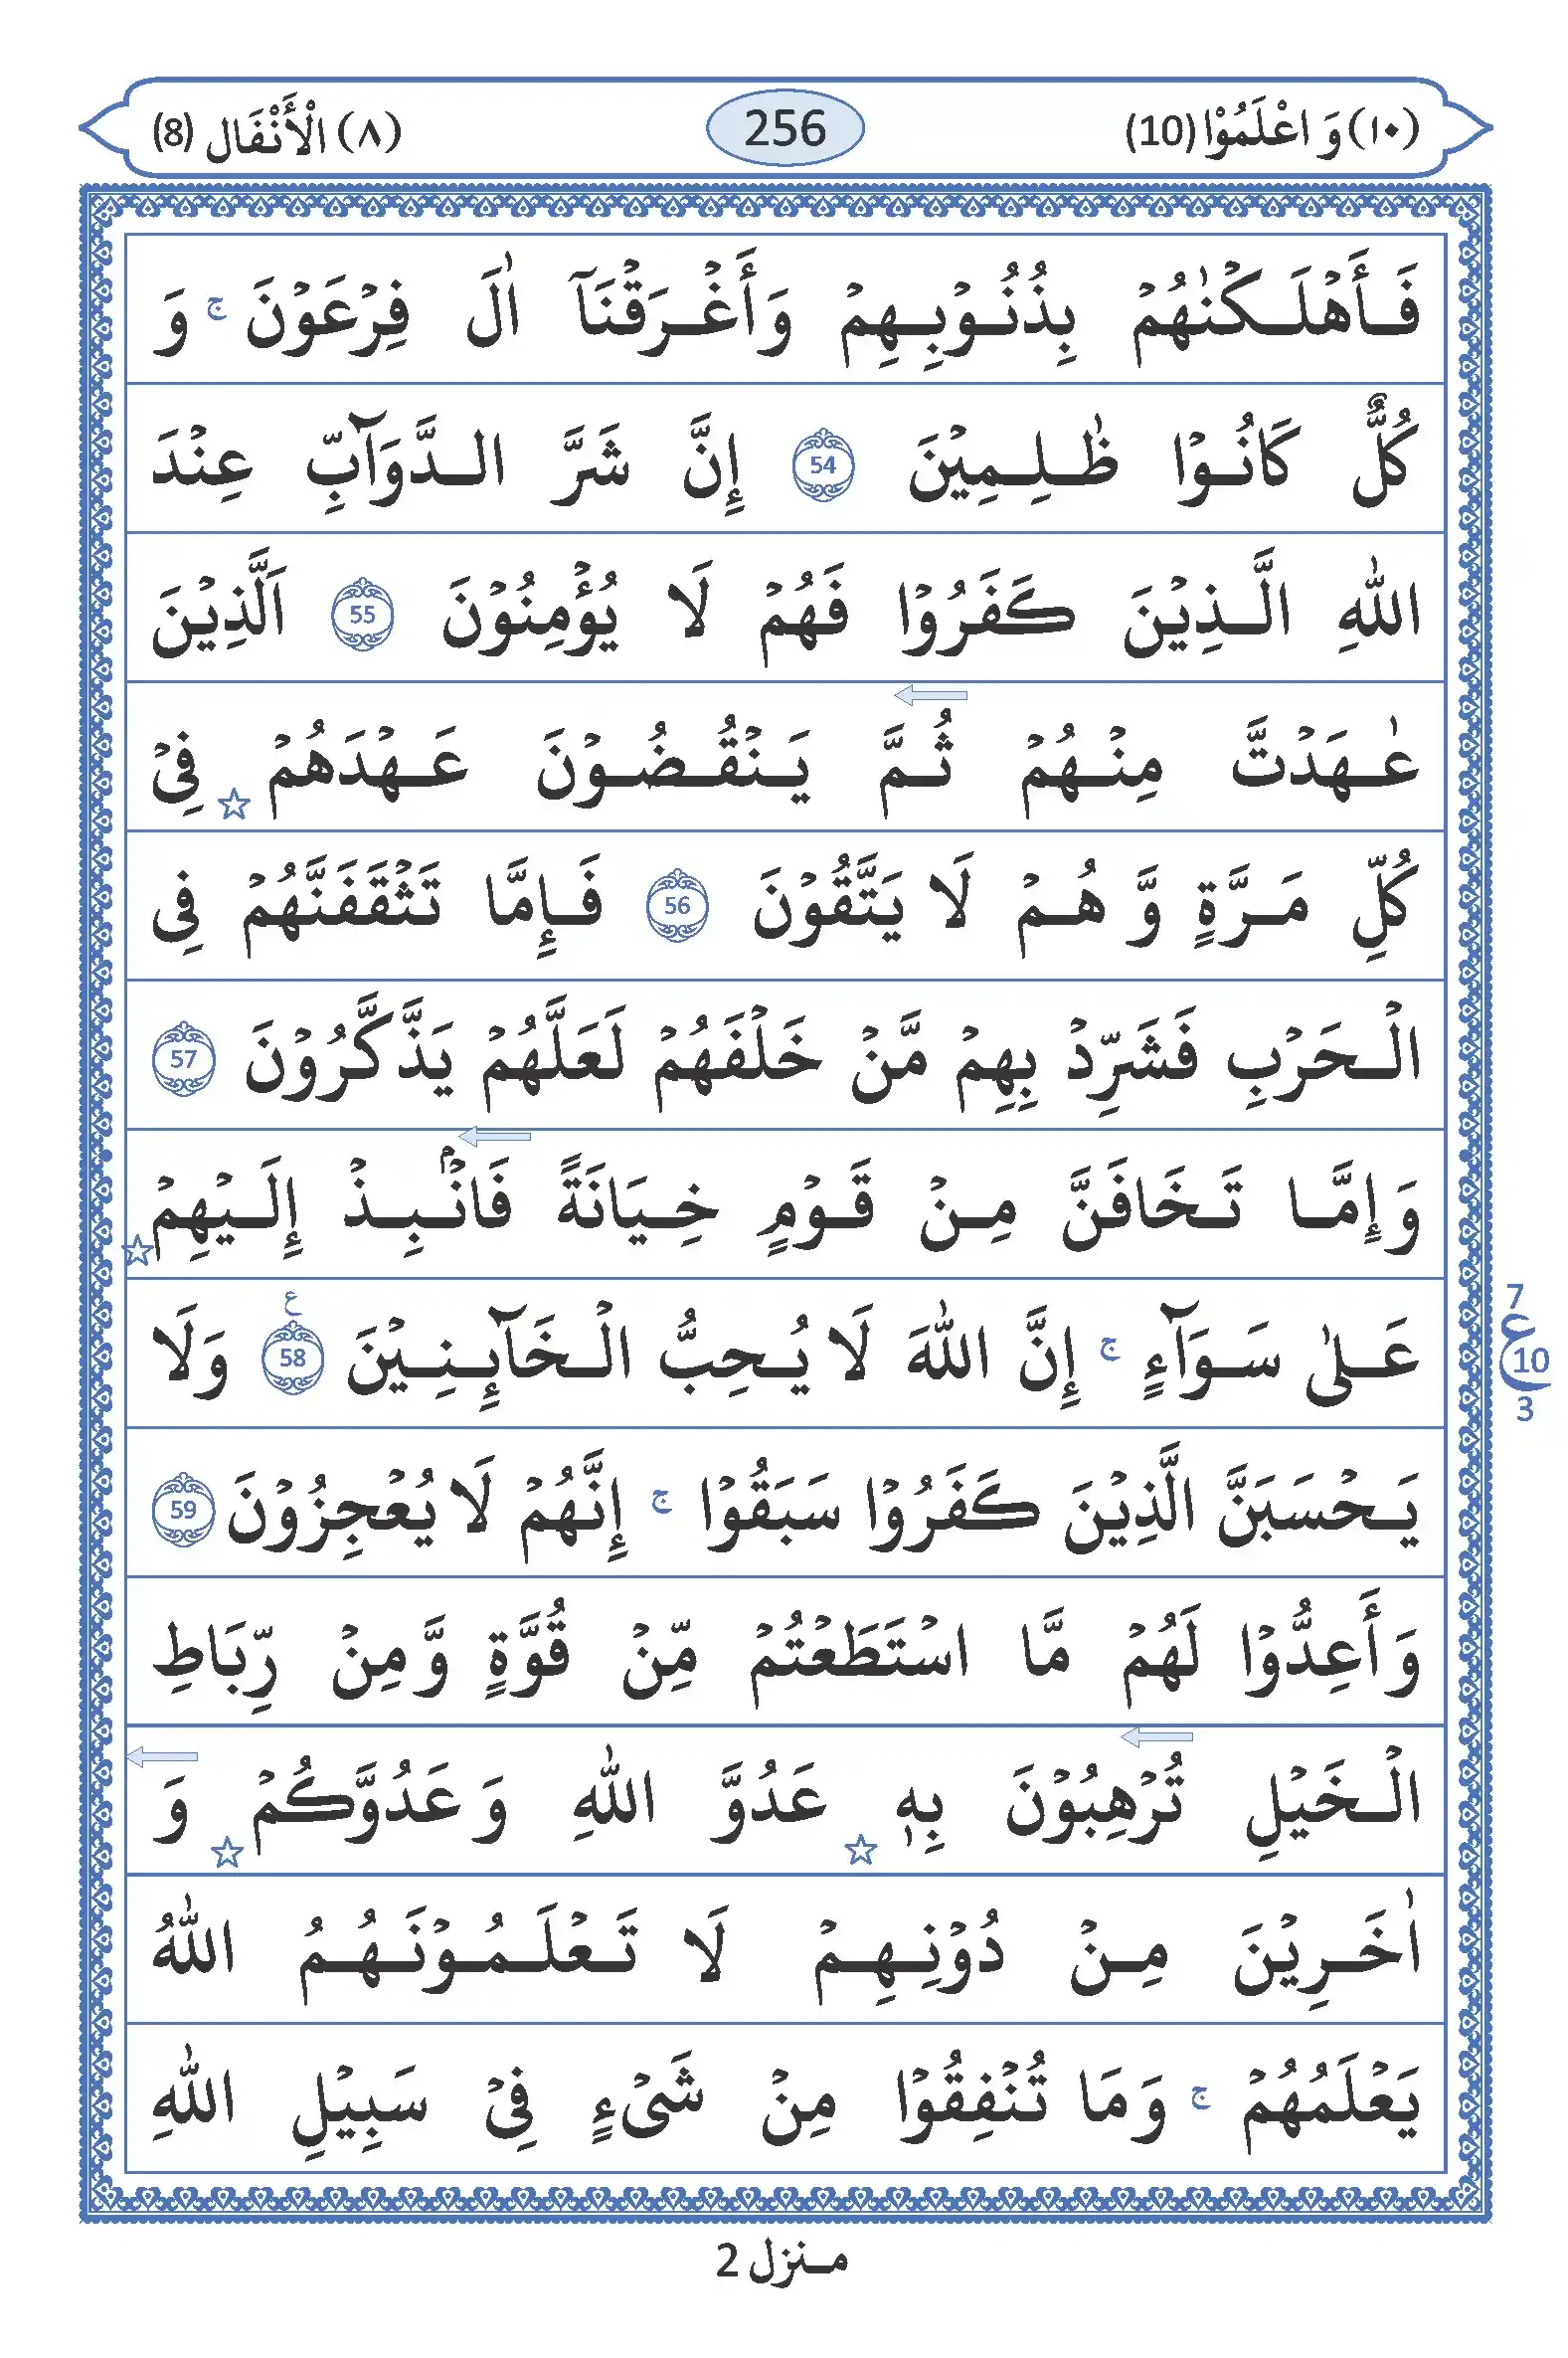 (١٠) وَ اعْلَمُوْٓا (10)
256
(٨) الْأَنْفَال (8)
فَأَهْلَكْنٰهُمْ بِذُنُوْبِهِمْ وَأَغْرَقْنَآ اٰلَ فِرْعَوْنَ ج وَ
كُلٌّ كَانُوْا ظٰلِمِيْنَ 54 إِنَّ شَرَّ الدَّوَآبِّ عِنْدَ
اللّٰهِ الَّذِيْنَ كَفَرُوْا فَهُمْ لَا يُؤْمِنُوْنَ 55 اَلَّذِيْنَ
عٰهَدْتَّ مِنْهُمْ ثُمَّ يَنْقُضُوْنَ عَهْدَهُمْ ☆ فِيْ
كُلِّ مَرَّةٍ وَّ هُمْ لَا يَتَّقُوْنَ 56 فَإِمَّا تَثْقَفَنَّهُمْ فِي
الْحَرْبِ فَشَرِّدْ بِهِمْ مَّنْ خَلْفَهُمْ لَعَلَّهُمْ يَذَّكَّرُوْنَ 57
وَإِمَّا تَخَافَنَّ مِنْ قَوْمٍ خِيَانَةً فَانْۢبِذْ إِلَيْهِمْ ☆
عَلٰى سَوَآءٍ ج إِنَّ اللّٰهَ لَا يُحِبُّ الْخَآئِنِيْنَ ع 58 وَلَا
7
ع
10
3
يَحْسَبَنَّ الَّذِيْنَ كَفَرُوْا سَبَقُوْا ج إِنَّهُمْ لَا يُعْجِزُوْنَ 59
وَأَعِدُّوْا لَهُمْ مَّا اسْتَطَعْتُمْ مِّنْ قُوَّةٍ وَّمِنْ رِّبَاطِ
الْخَيْلِ تُرْهِبُوْنَ بِهٖ ☆ عَدُوَّ اللّٰهِ وَ عَدُوَّكُمْ ☆ وَ
اٰخَرِيْنَ مِنْ دُوْنِهِمْ لَا تَعْلَمُوْنَهُمُ اللّٰهُ
يَعْلَمُهُمْ ج وَ مَا تُنْفِقُوْا مِنْ شَيْءٍ فِيْ سَبِيْلِ اللّٰهِ
منزل 2